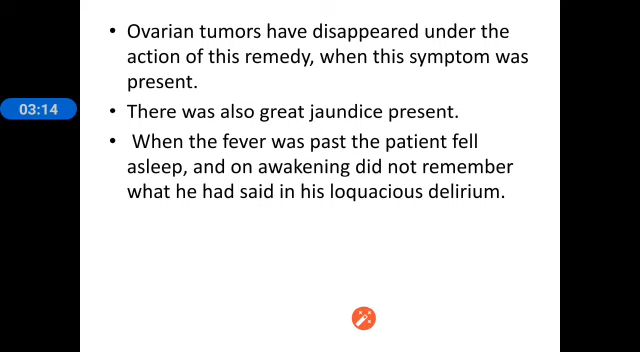 • Ovarian tumors have disappeared under the
action of this remedy, when this symptom was
present.
03:14
• There was also great jaundice present.
• When the fever was past the patient fell
asleep, and on awakening did not remember
what he had said in his loquacious delirium.